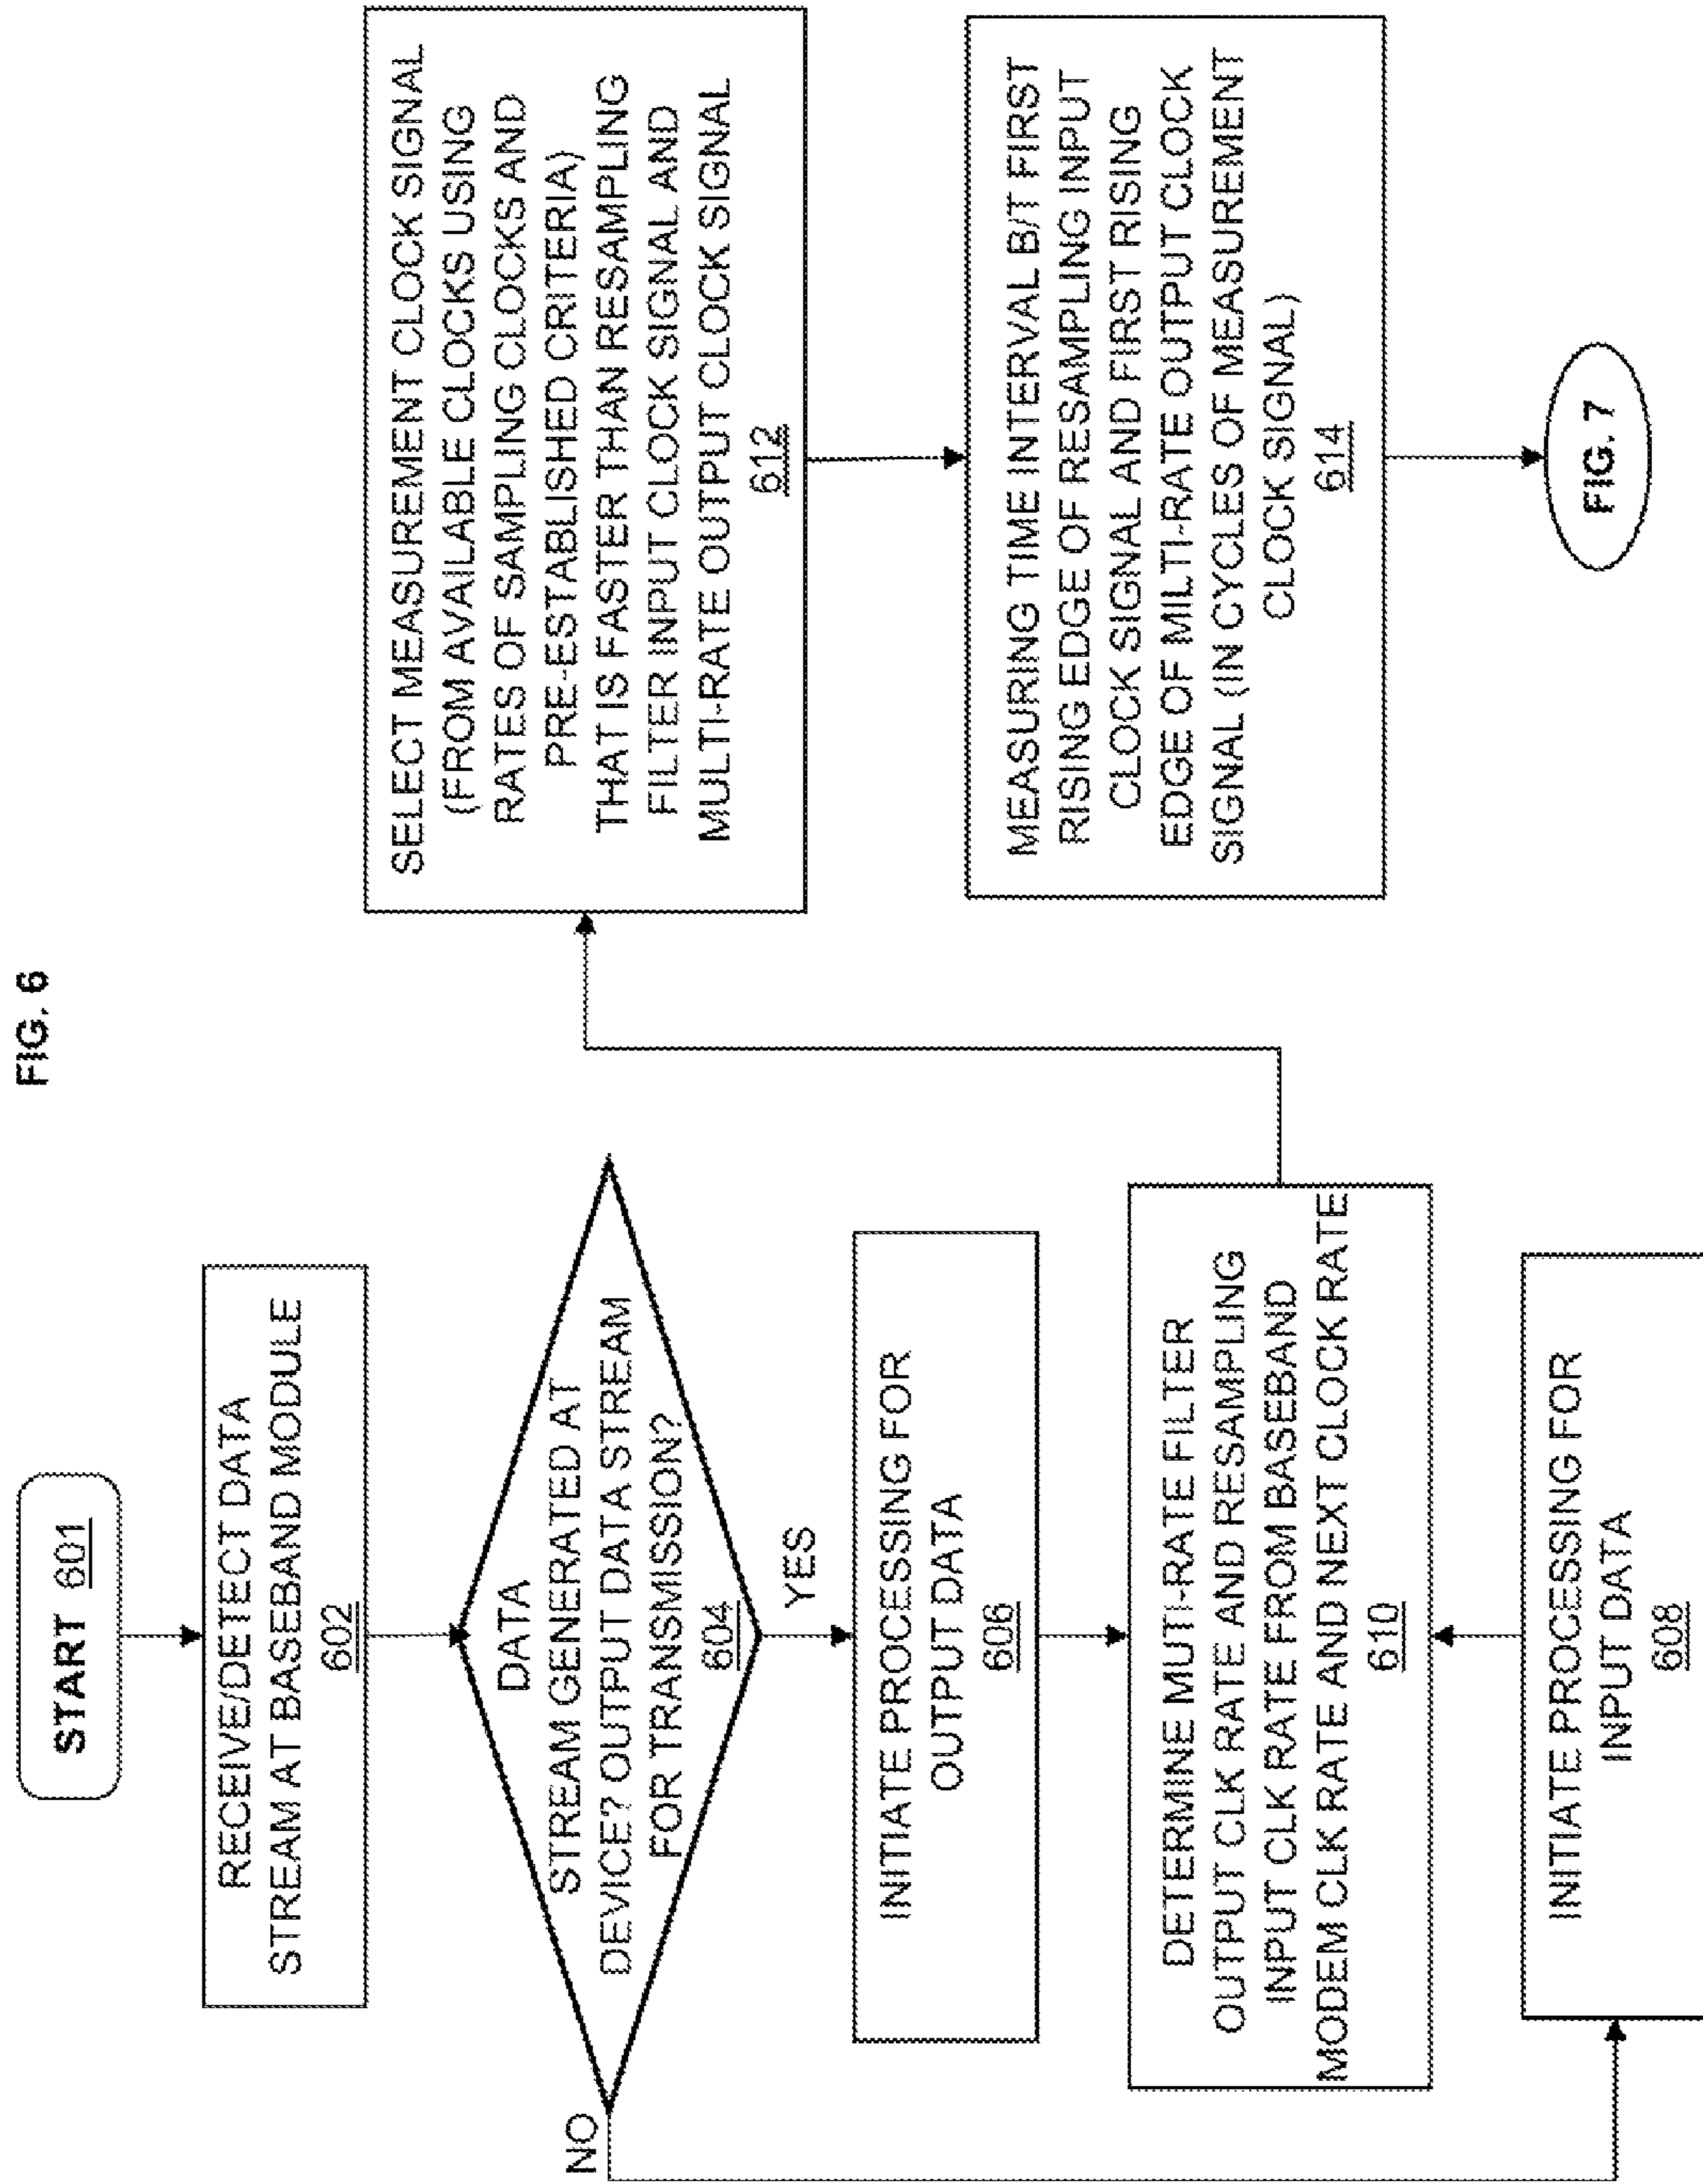 FIG. 6
START 601
RECEIVE/DETECT DATA
STREAM AT BASEBAND MODULE
602
DATA
STREAM GENERATED AT
DEVICE? OUTPUT DATA STREAM
FOR TRANSMISSION?
604
NO
YES
INITIATE PROCESSING FOR
OUTPUT DATA
606
DETERMINE MUTI-RATE FILTER
OUTPUT CLK RATE AND RESAMPLING
INPUT CLK RATE FROM BASEBAND
MODEM CLK RATE AND NEXT CLOCK RATE
610
INITIATE PROCESSING FOR
INPUT DATA
608
SELECT MEASUREMENT CLOCK SIGNAL
(FROM AVAILABLE CLOCKS USING
RATES OF SAMPLING CLOCKS AND
PRE-ESTABLISHED CRITERIA)
THAT IS FASTER THAN RESAMPLING
FILTER INPUT CLOCK SIGNAL AND
MULTI-RATE OUTPUT CLOCK SIGNAL
612
MEASURING TIME INTERVAL B/T FIRST
RISING EDGE OF RESAMPLING INPUT
CLOCK SIGNAL AND FIRST RISING
EDGE OF MILTI-RATE OUTPUT CLOCK
SIGNAL (IN CYCLES OF MEASUREMENT
CLOCK SIGNAL)
614
FIG. 7